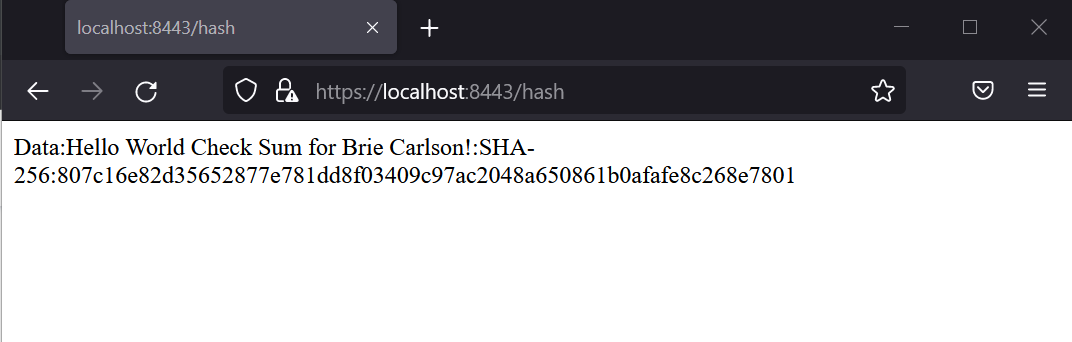 localhost:8443/hash
https://localhost:8443/hash
Data:Hello World Check Sum for Brie Carlson!:SHA-
256:807c16e82d35652877e781dd8f03409c97ac2048a650861b0afafe8c268e7801